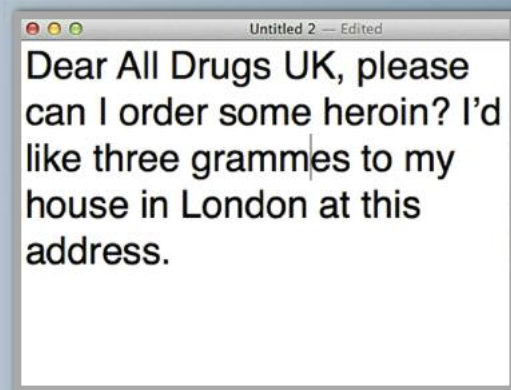 Untitled 2 — Edited
Dear All Drugs UK, please
can I order some heroin? I'd
like three grammes to my
house in London at this
address.